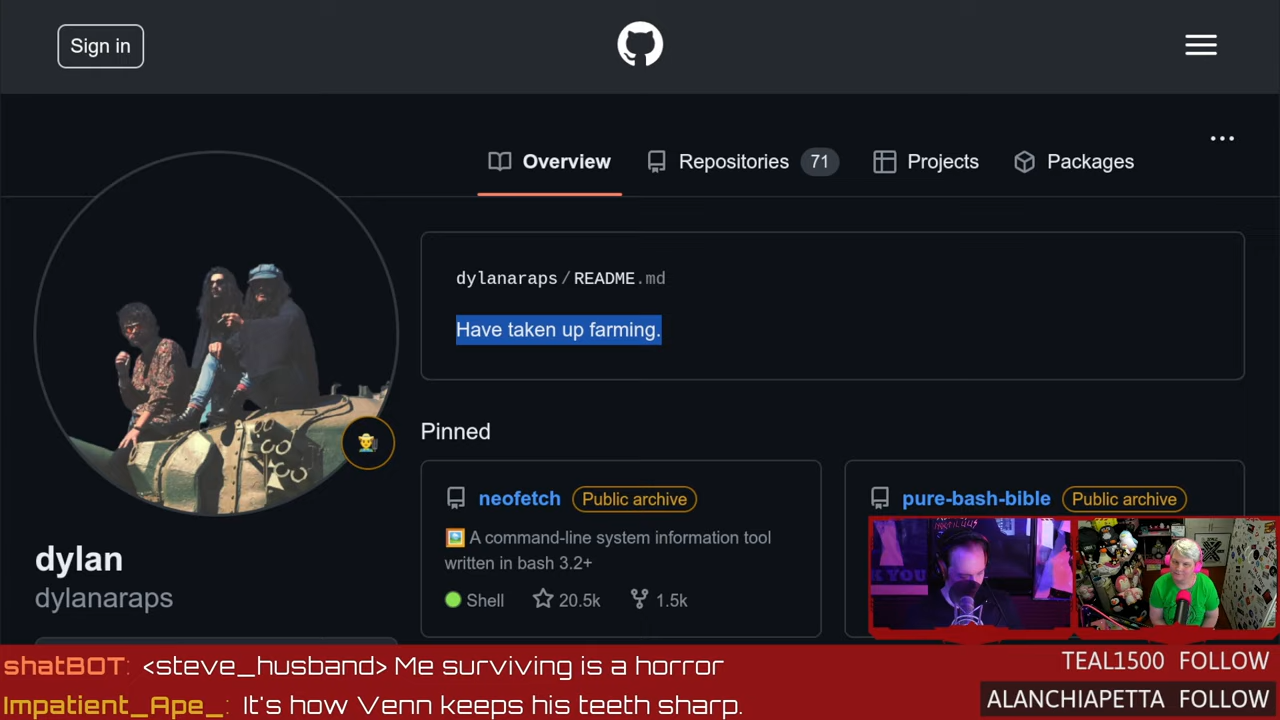 Sign in
Overview
Repositories 71
Projects
Packages
dylanaraps/README.md
Have taken up farming.
Pinned
neofetch Public archive
A command-line system information tool
written in bash 3.2+
Shell 20.5k 1.5k
pure-bash-bible Public archive
dylan
dylanaraps
K YOU
shatBOT: <steve_husband> Me surviving is a horror
Impatient_Ape_: It's how Venn keeps his teeth sharp.
TEAL1500 FOLLOW
ALANCHIAPETTA FOLLOW